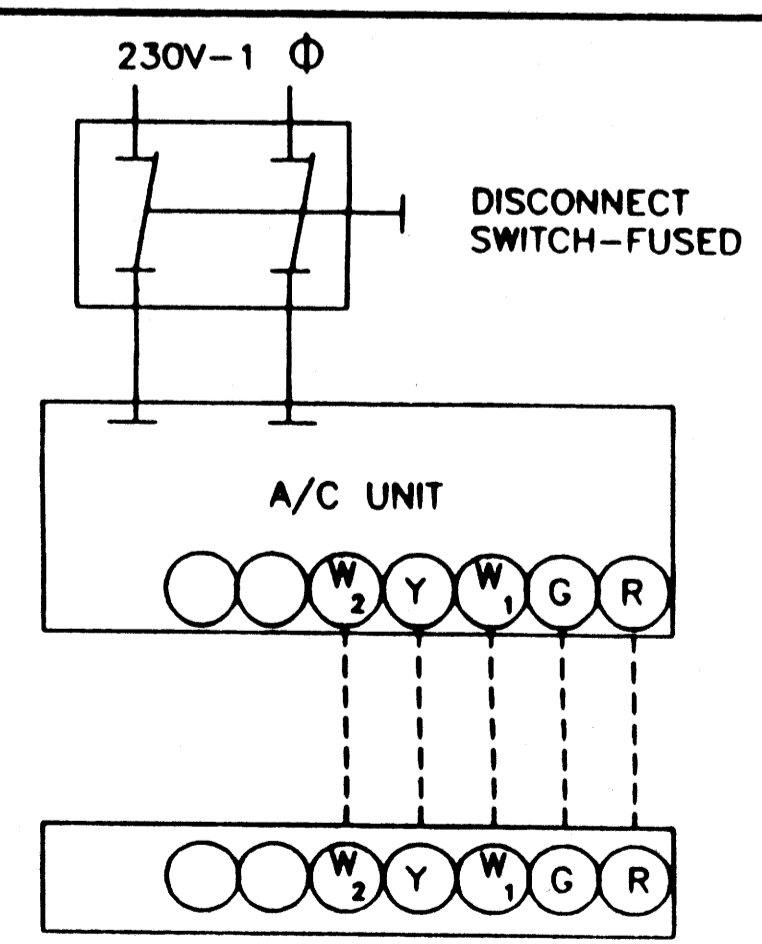 230V-1 Φ
DISCONNECT
SWITCH-FUSED
A/C UNIT
W2 Y W1 G R
W2 Y W1 G R